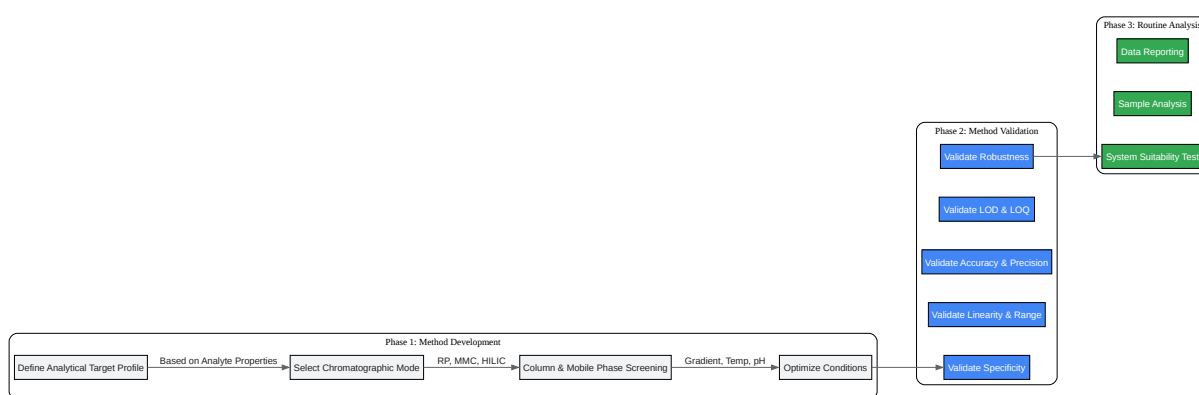 Phase 3: Routine Analysis
Data Reporting
Sample Analysis
System Suitability Test
Phase 2: Method Validation
Validate Robustness
Validate LOD & LOQ
Validate Accuracy & Precision
Validate Linearity & Range
Validate Specificity
Phase 1: Method Development
Define Analytical Target Profile
Based on Analyte Properties
Select Chromatographic Mode
RP, MMC, HILIC
Column & Mobile Phase Screening
Gradient, Temp, pH
Optimize Conditions